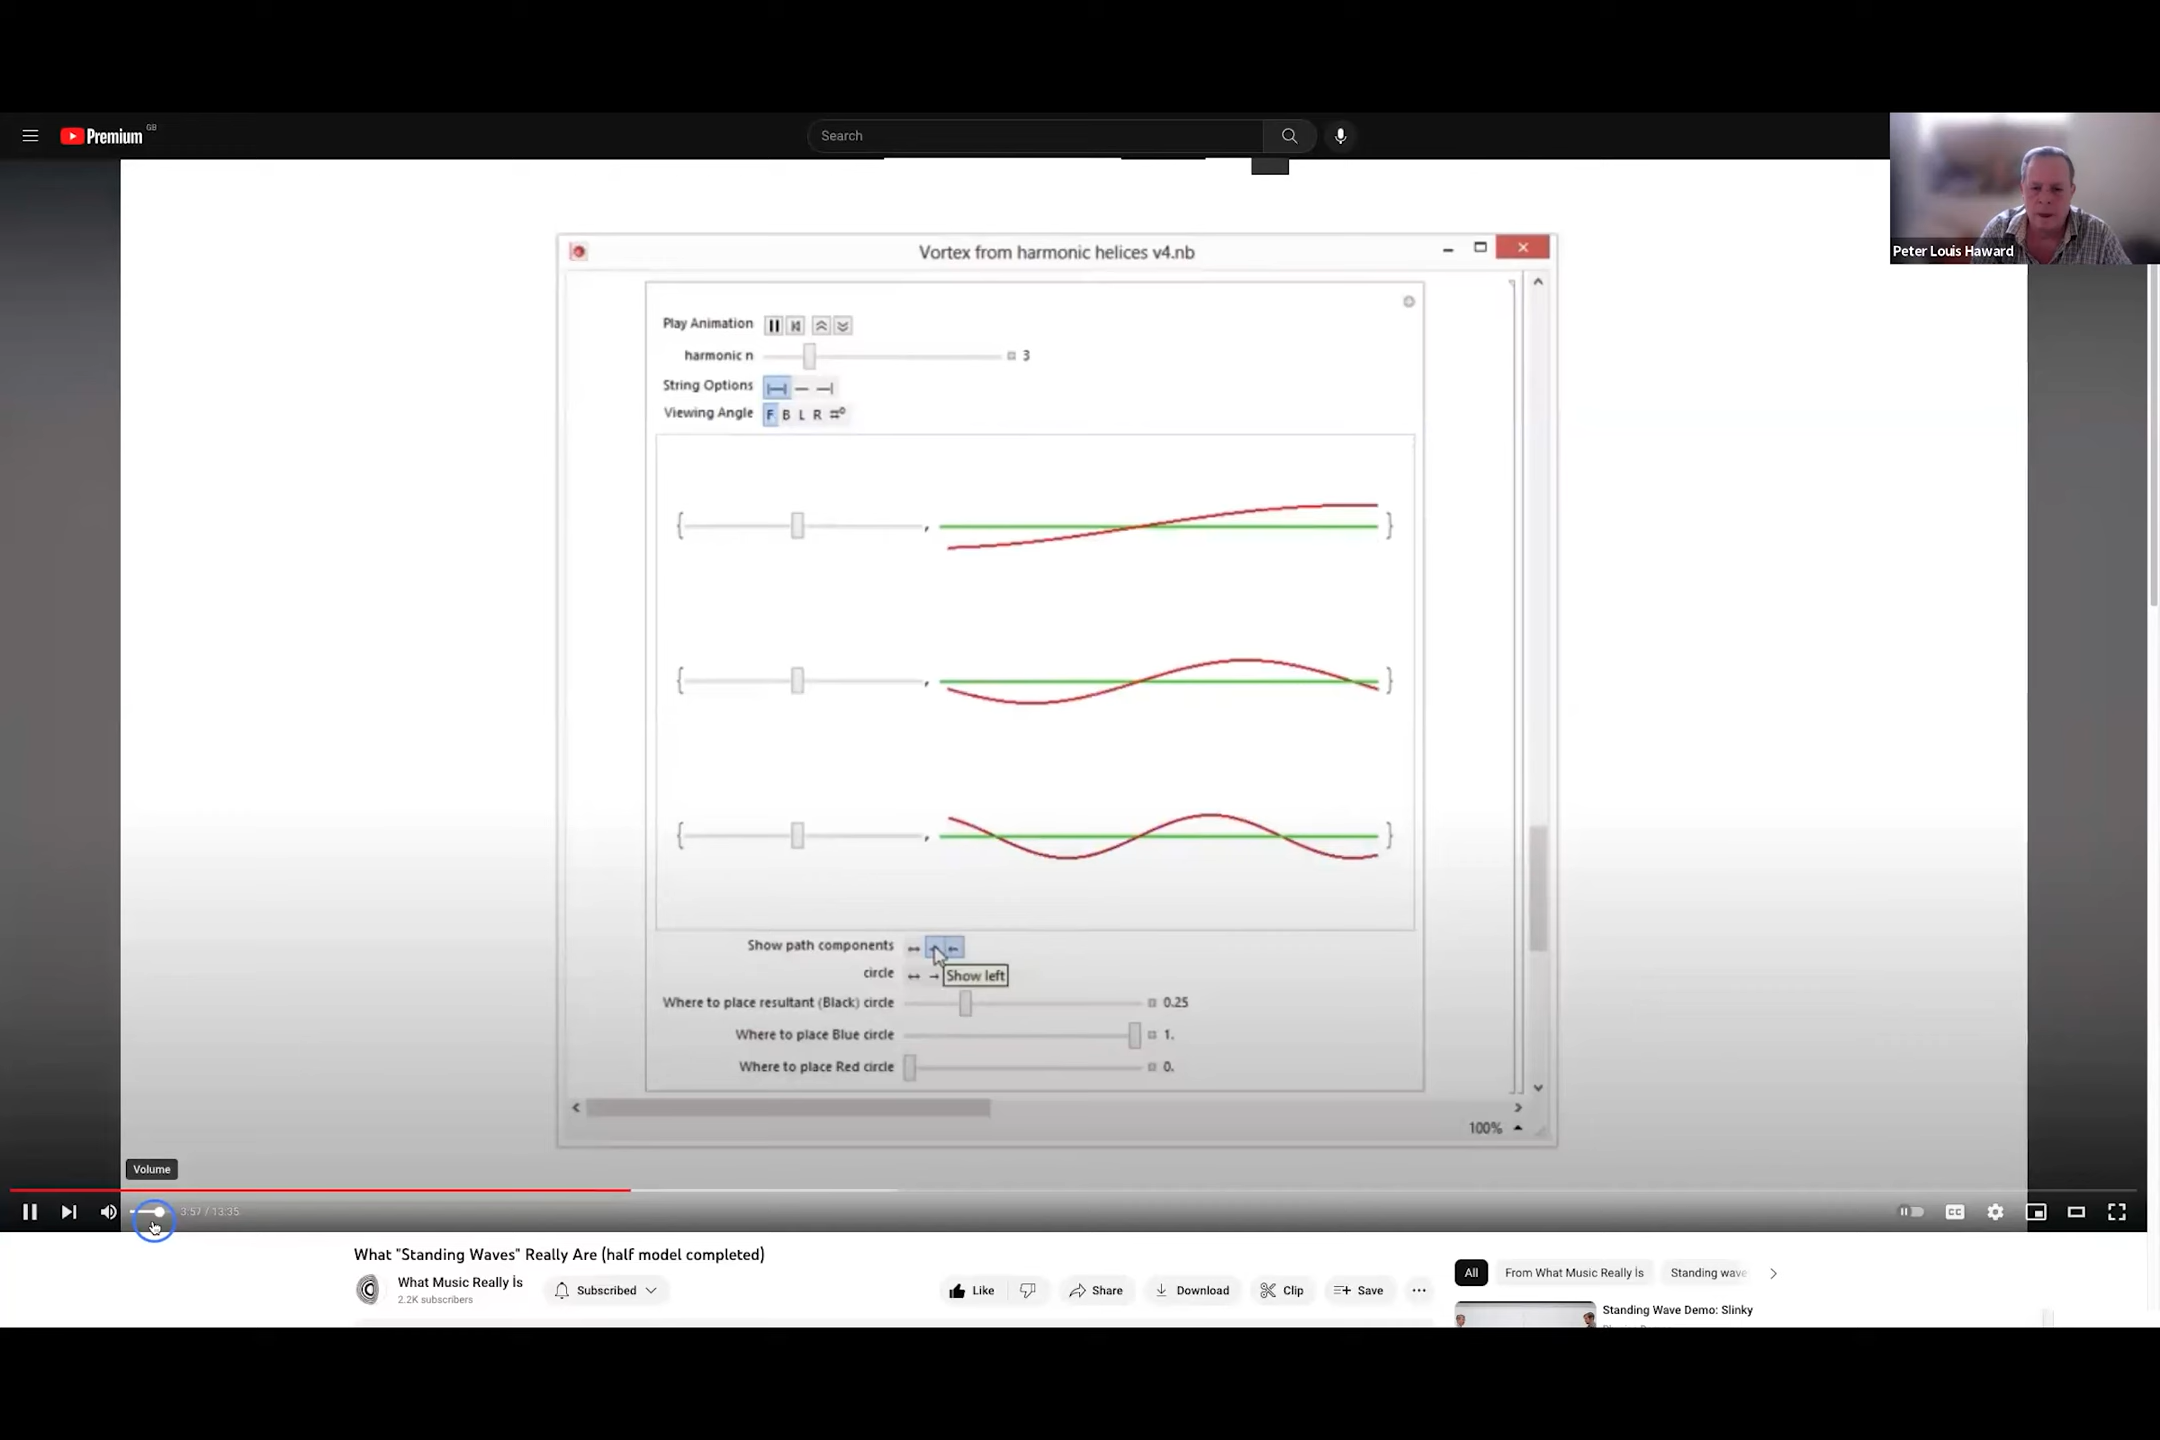 Premium GB
Search
Peter Louis Haward
Vortex from harmonic helices v4.nb
Play Animation
harmonic n 3
String Options
Viewing Angle F B L R #°
{ , }
{ , }
{ , }
Show path components
Show left
circle
Where to place resultant (Black) circle 0.25
Where to place Blue circle 1.
Where to place Red circle 0.
100%
Volume
3:57 / 13:35
CC
What "Standing Waves" Really Are (half model completed)
What Music Really İs
2.2K subscribers
Subscribed
Like
Share
Download
Clip
Save
All
From What Music Really İs
Standing wave
Standing Wave Demo: Slinky